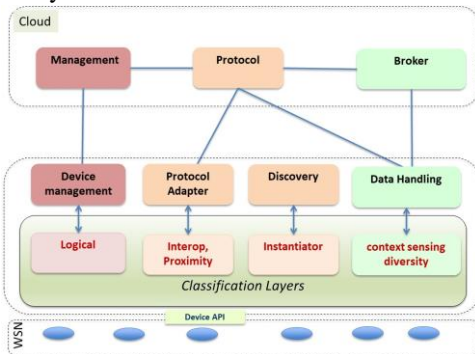 Cloud
Management
Protocol
Broker
Device
management
Protocol
Adapter
Discovery
Data Handling
Logical
Interop,
Proximity
Instantiator
context sensing
diversity
Classification Layers
Device API
WSN